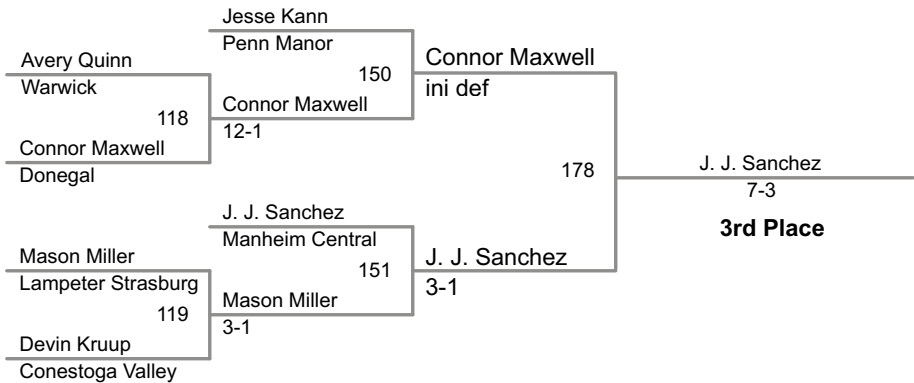 Jesse Kann
Penn Manor
Avery Quinn
Warwick
150
Connor Maxwell
ini def
118
Connor Maxwell
12-1
Connor Maxwell
Donegal
178
J. J. Sanchez
7-3
3rd Place
J. J. Sanchez
Manheim Central
Mason Miller
Lampeter Strasburg
151
J. J. Sanchez
3-1
119
Mason Miller
3-1
Devin Kruup
Conestoga Valley